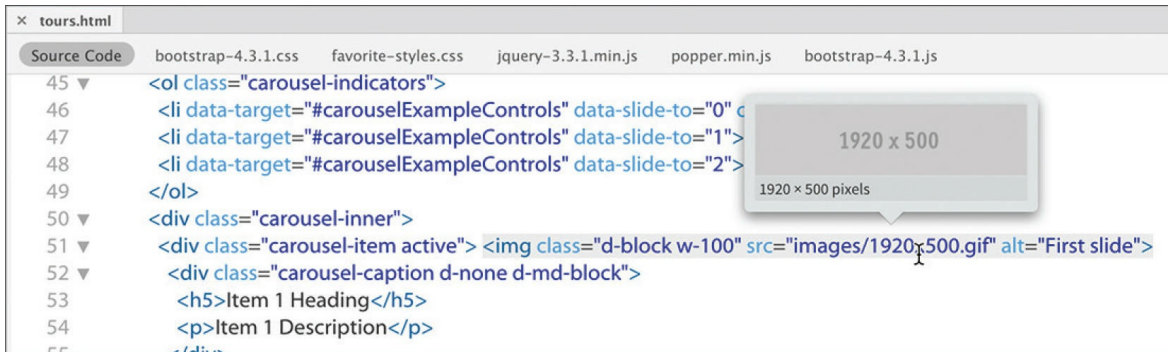 × tours.html
Source Code bootstrap-4.3.1.css favorite-styles.css jquery-3.3.1.min.js popper.min.js bootstrap-4.3.1.js
45 ▼ <ol class="carousel-indicators">
46 <li data-target="#carouselExampleControls" data-slide-to="0"
47 <li data-target="#carouselExampleControls" data-slide-to="1">
48 <li data-target="#carouselExampleControls" data-slide-to="2">
1920 x 500
1920 × 500 pixels
49 </ol>
50 ▼ <div class="carousel-inner">
51 ▼ <div class="carousel-item active"> <img class="d-block w-100" src="images/1920x500.gif" alt="First slide">
52 ▼ <div class="carousel-caption d-none d-md-block">
53 <h5>Item 1 Heading</h5>
54 <p>Item 1 Description</p>
55 </div>